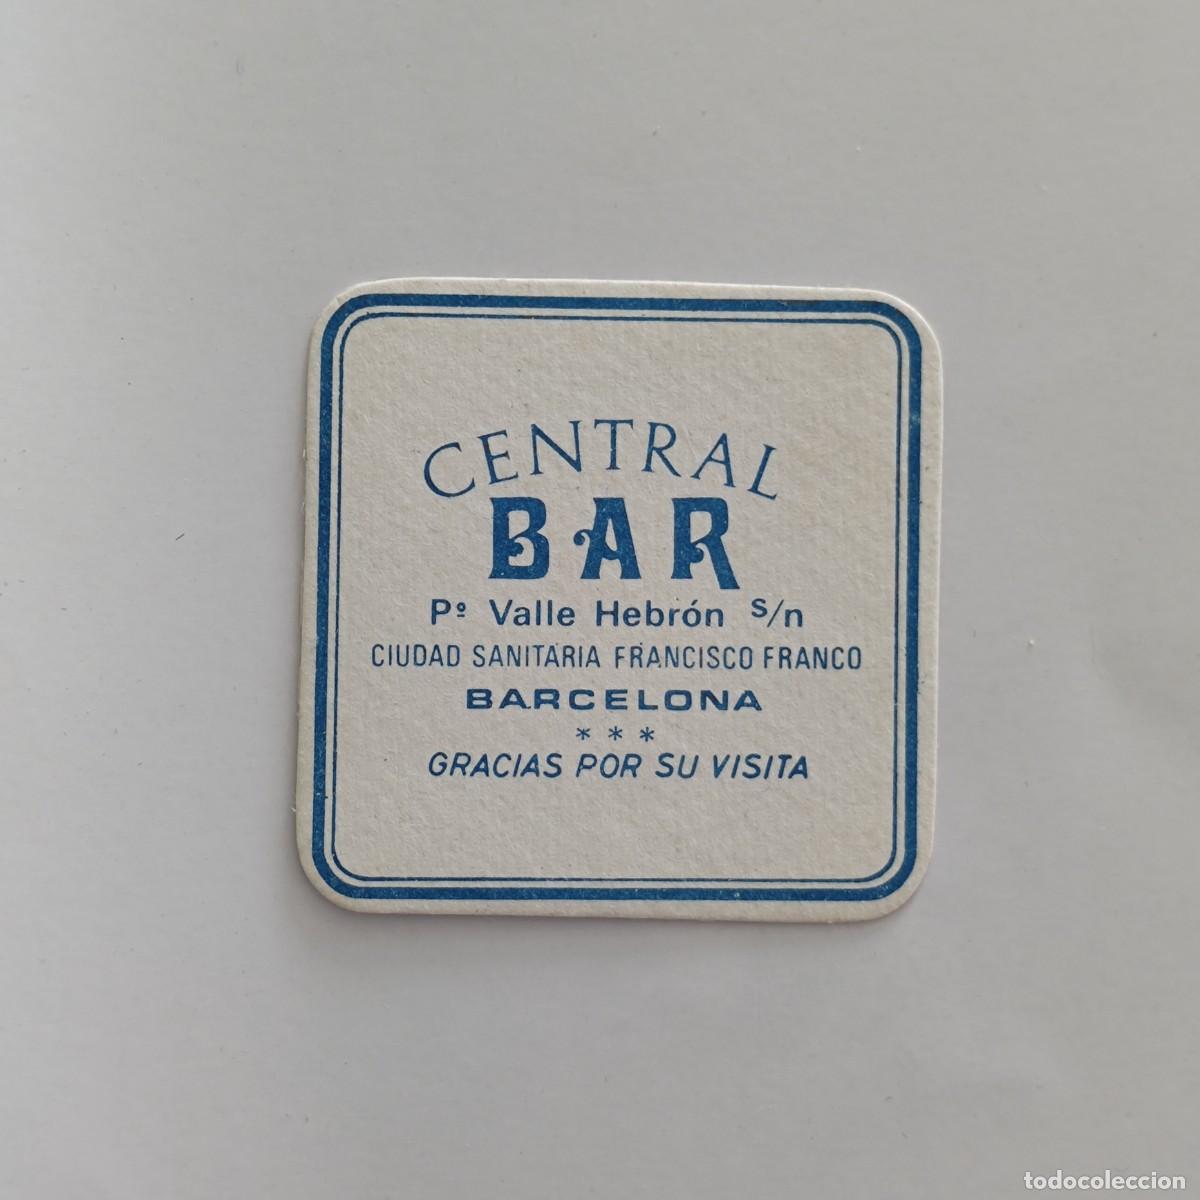 CENTRAL
BAR
Pº Valle Hebrón s/n
CIUDAD SANITARIA FRANCISCO FRANCO
BARCELONA
* * *
GRACIAS POR SU VISITA
todocoleccion